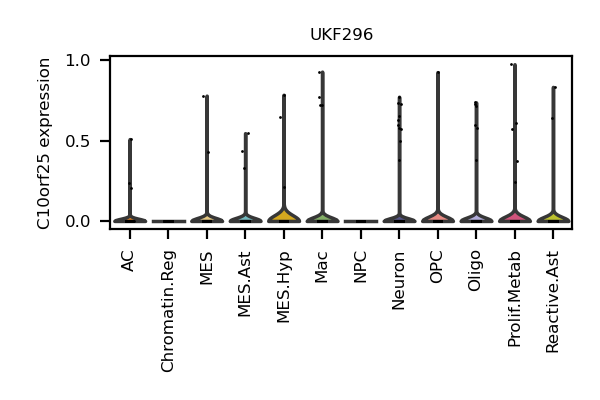 UKF296
C10orf25 expression
1.0
0.5
0.0
AC
Chromatin.Reg
MES
MES.Ast
MES.Hyp
Mac
NPC
Neuron
OPC
Oligo
Prolif.Metab
Reactive.Ast